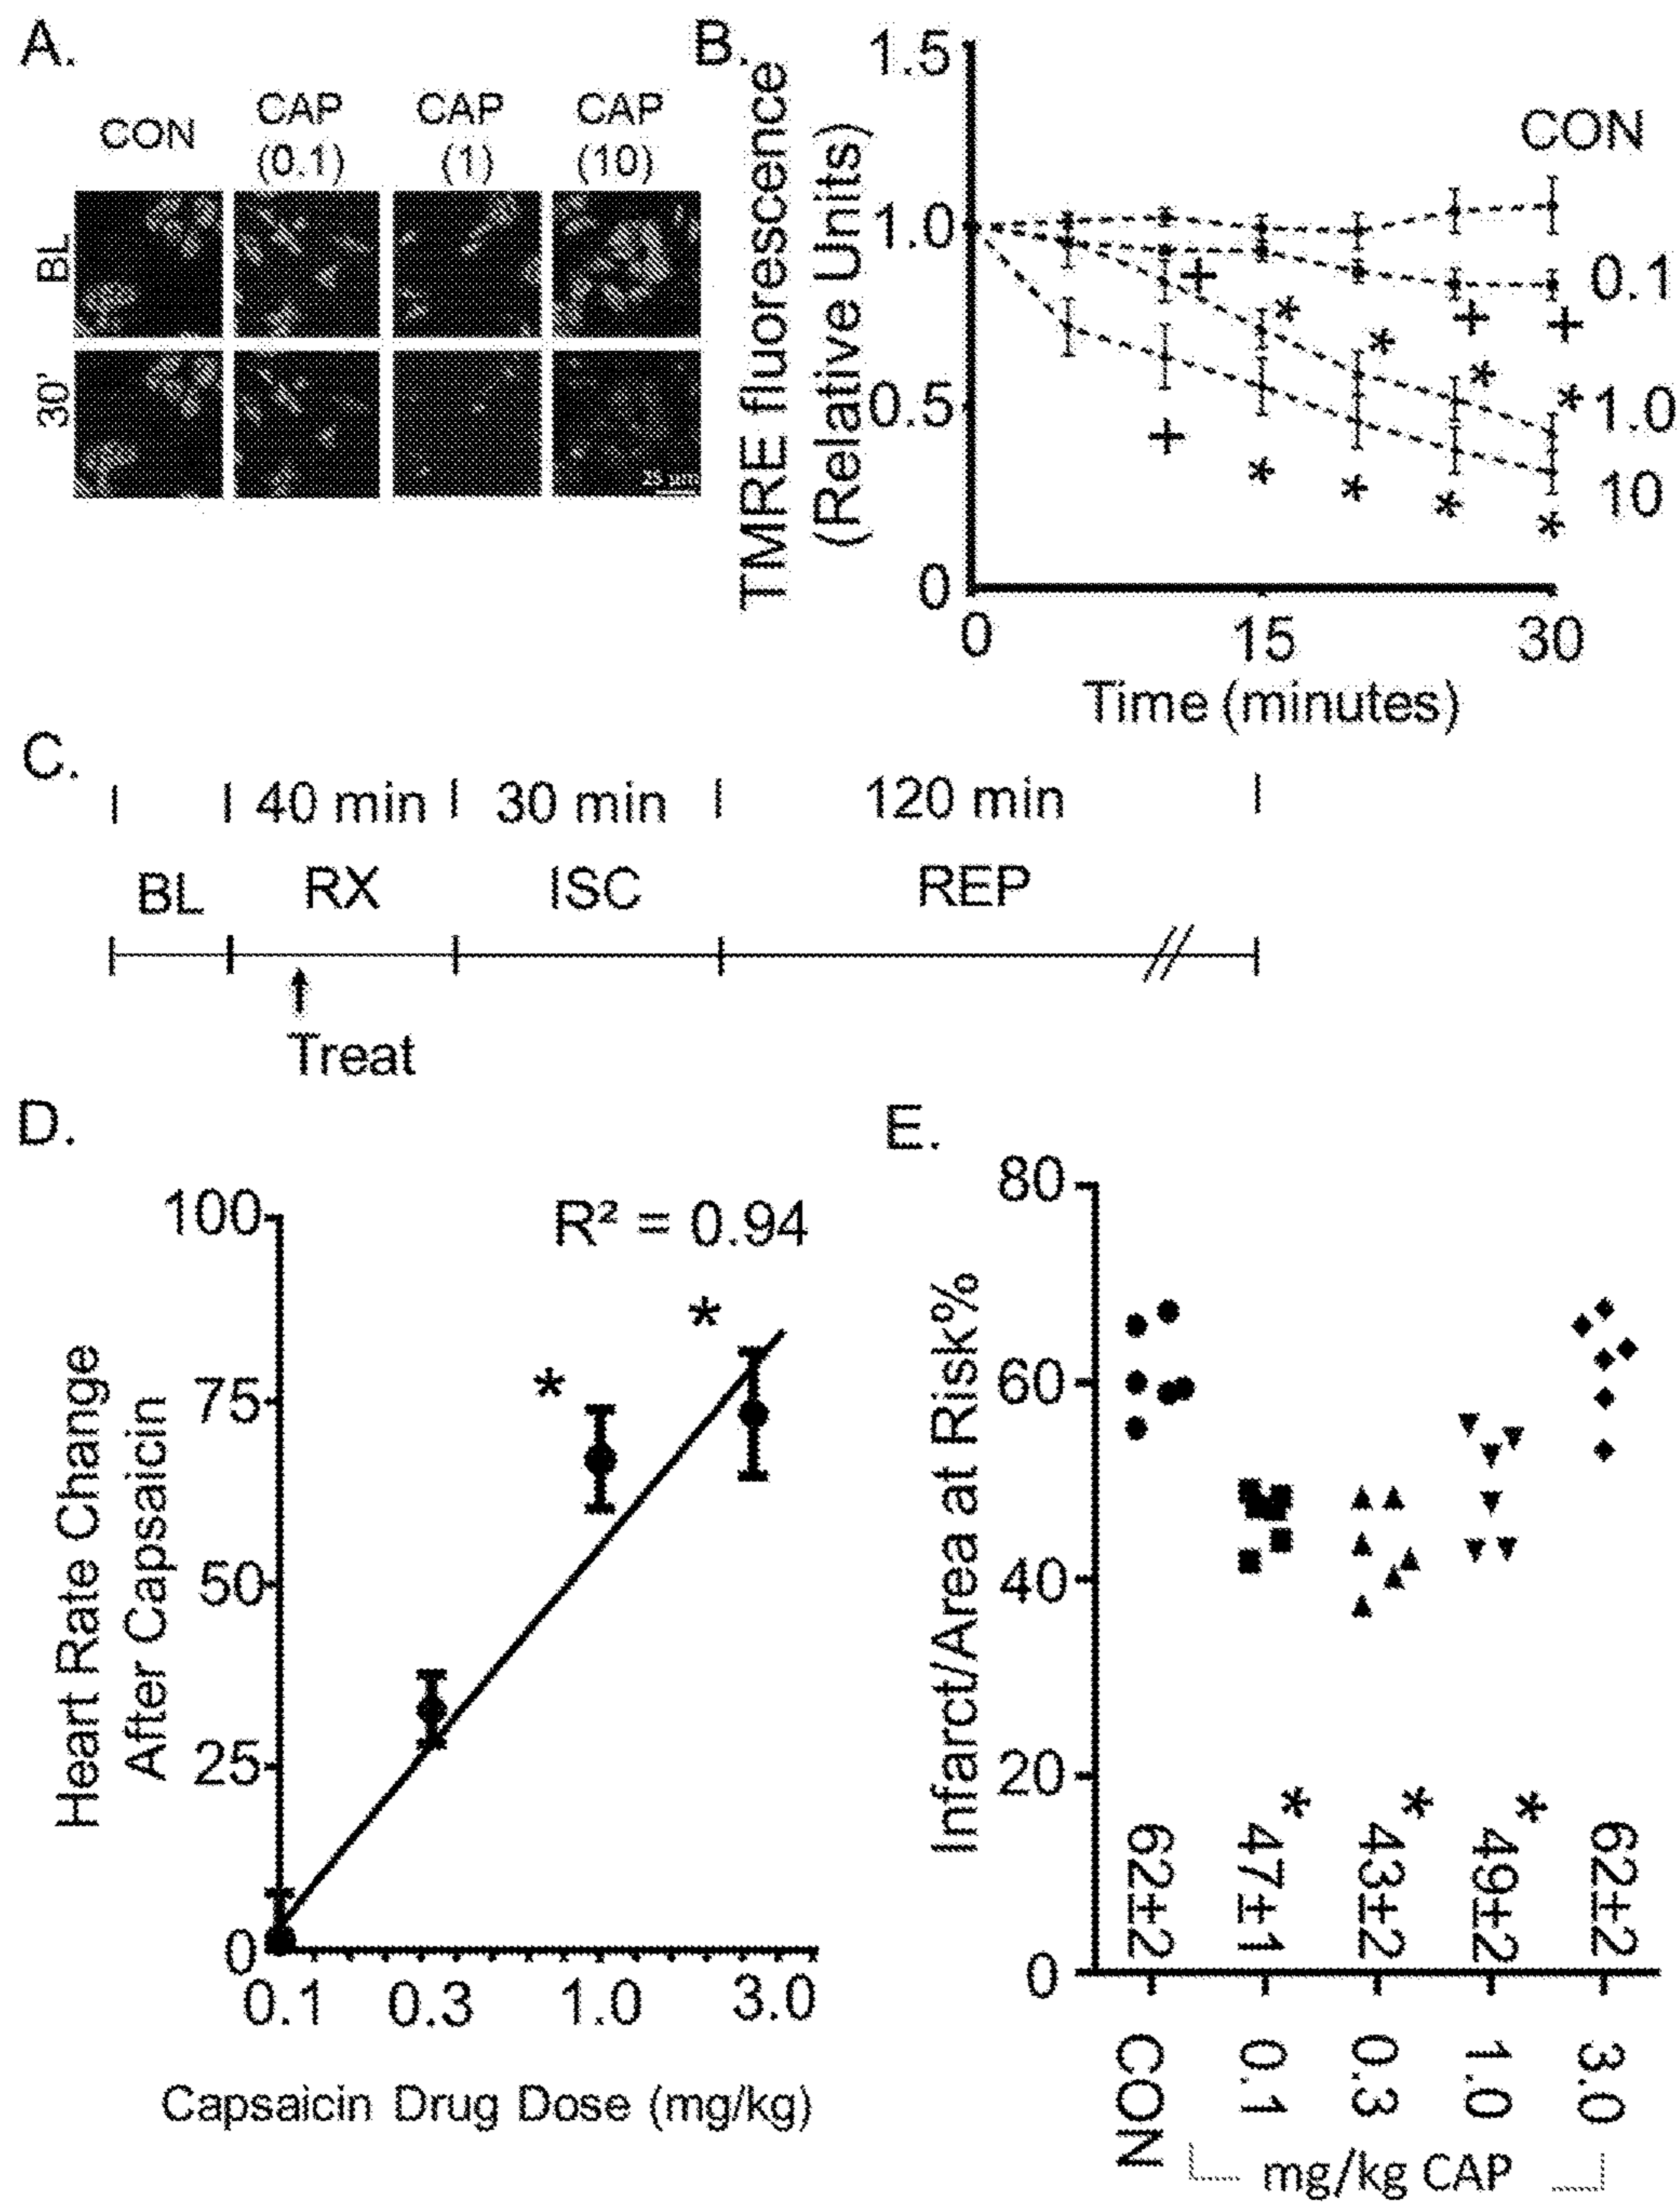 A.
CON
CAP
(0.1)
CAP
(1)
CAP
(10)
BL
30'
25 µm
B.
TMRE fluorescence
(Relative Units)
1.5
1.0
0.5
0
0
15
30
Time (minutes)
CON
0.1
1.0
10
+
*
*
+
*
+
*
+
*
*
*
*
C.
40 min
30 min
120 min
BL
RX
ISC
REP
Treat
D.
Heart Rate Change
After Capsaicin
100
75
50
25
0
R² = 0.94
*
*
0.1
0.3
1.0
3.0
Capsaicin Drug Dose (mg/kg)
E.
Infarct/Area at Risk%
80
60
40
20
0
62±2
47±1*
43±2*
49±2*
62±2
CON
0.1
0.3
1.0
3.0
mg/kg CAP